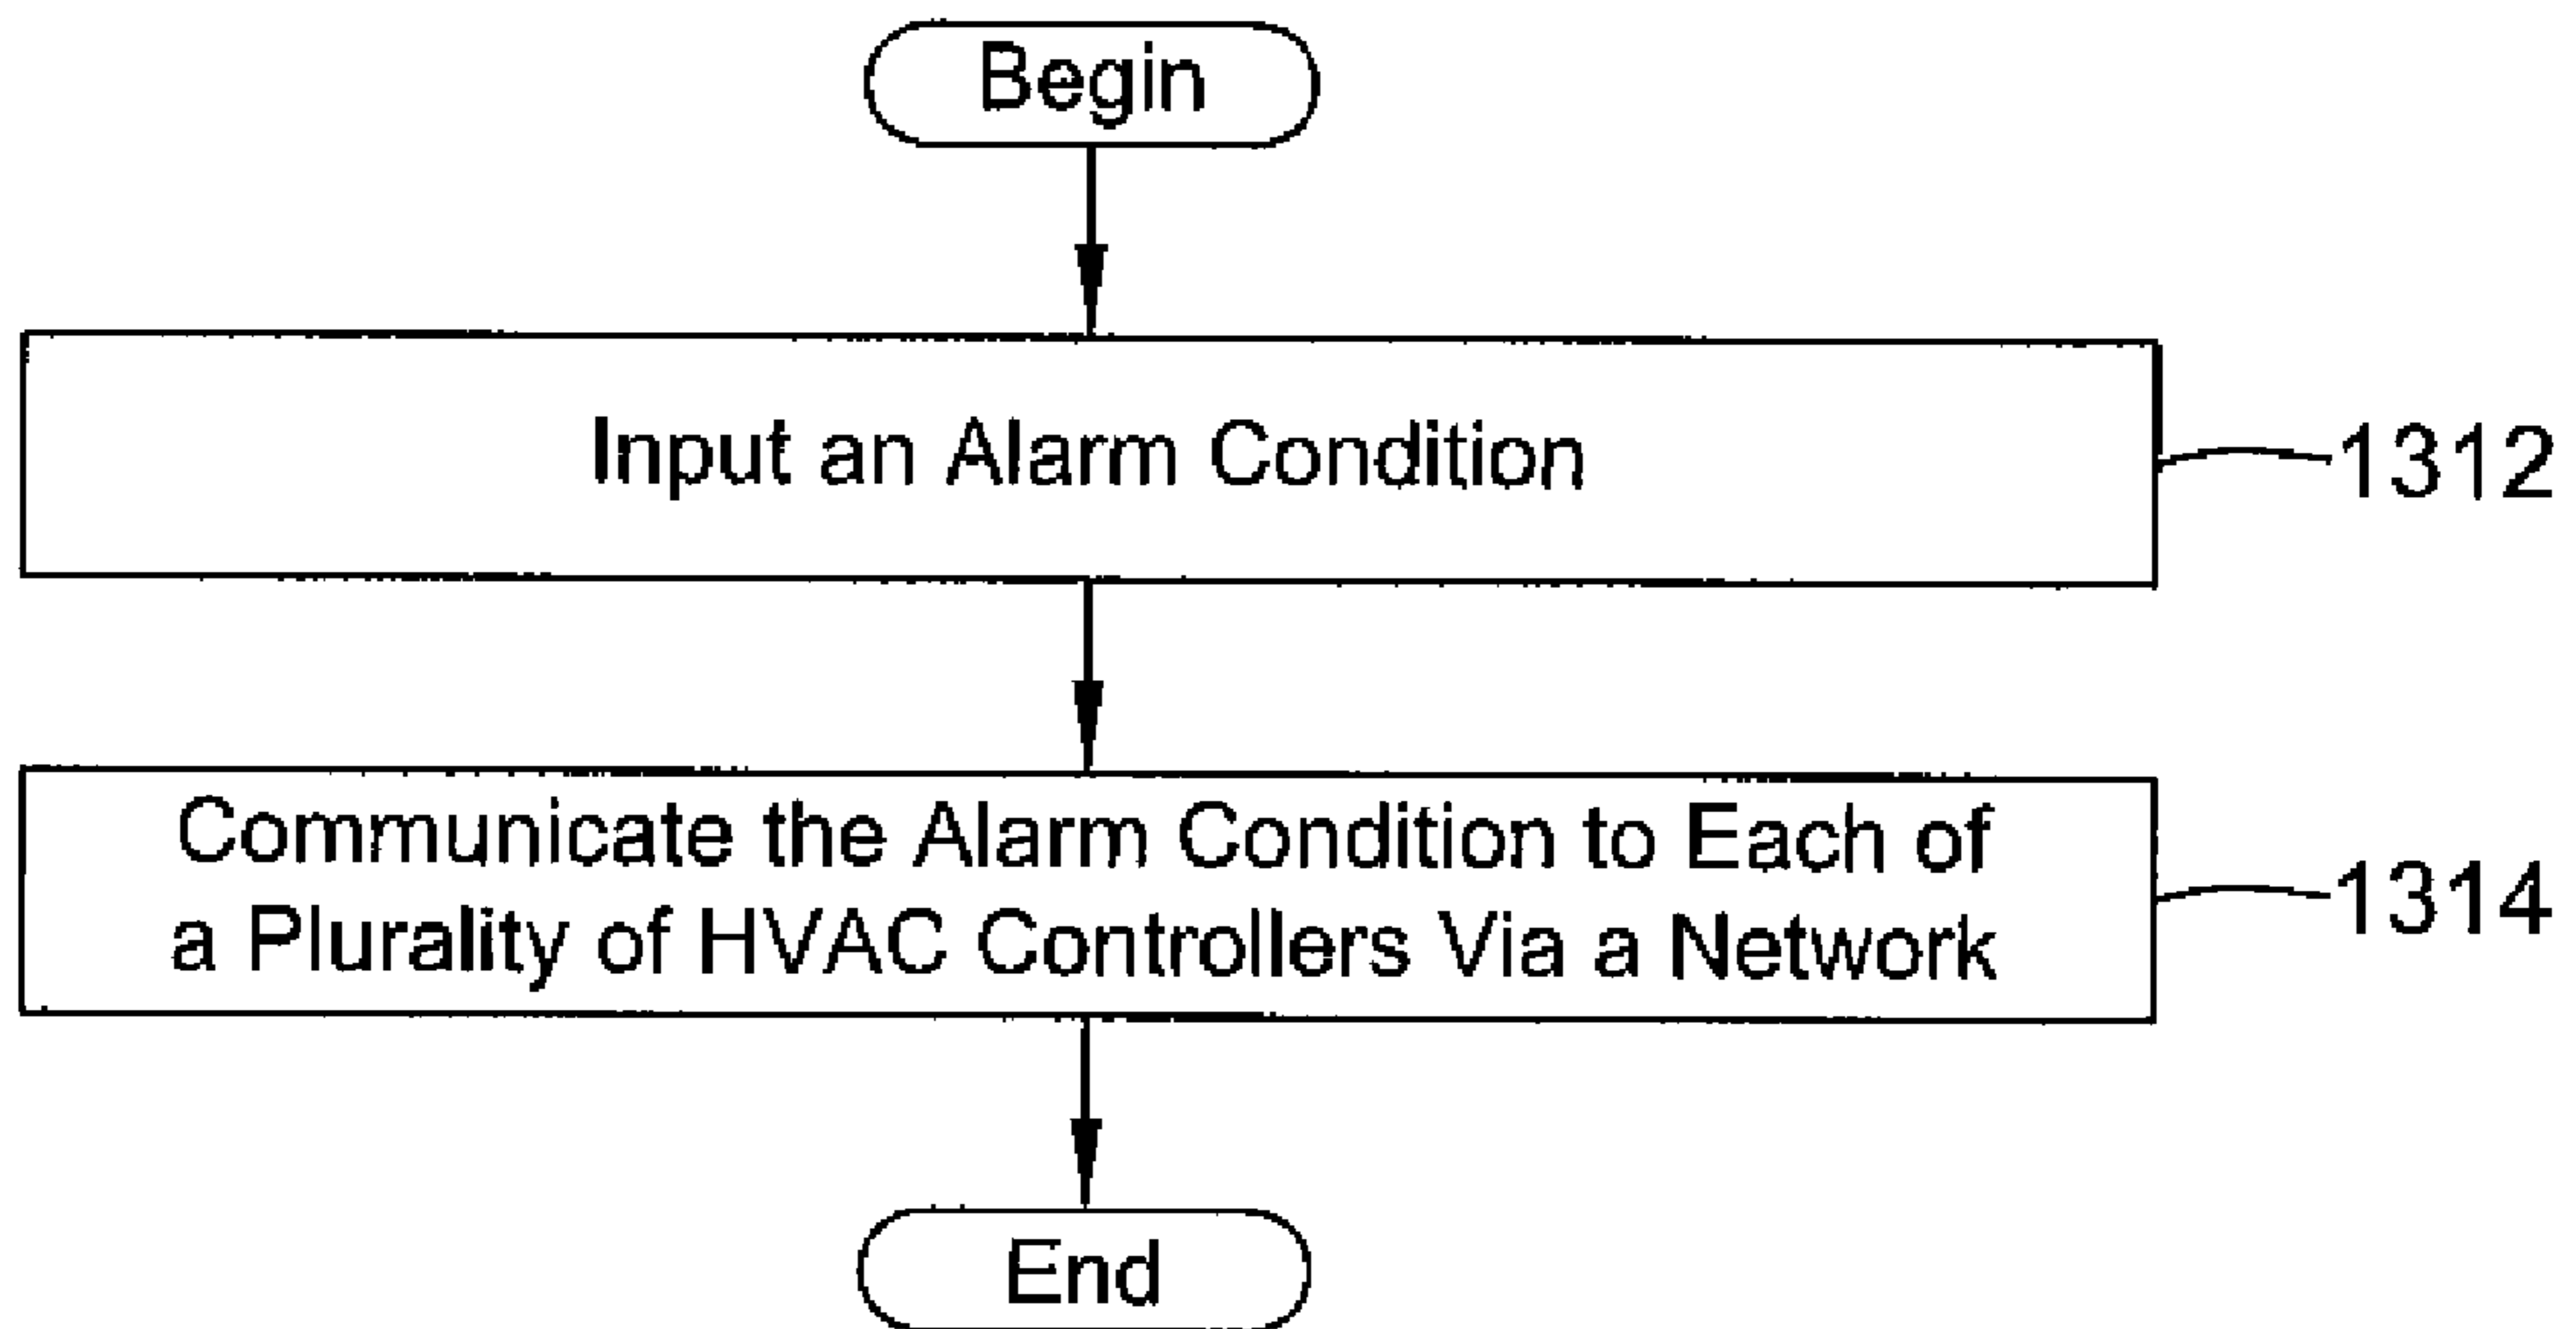 Begin
Input an Alarm Condition
1312
Communicate the Alarm Condition to Each of
a Plurality of HVAC Controllers Via a Network
1314
End